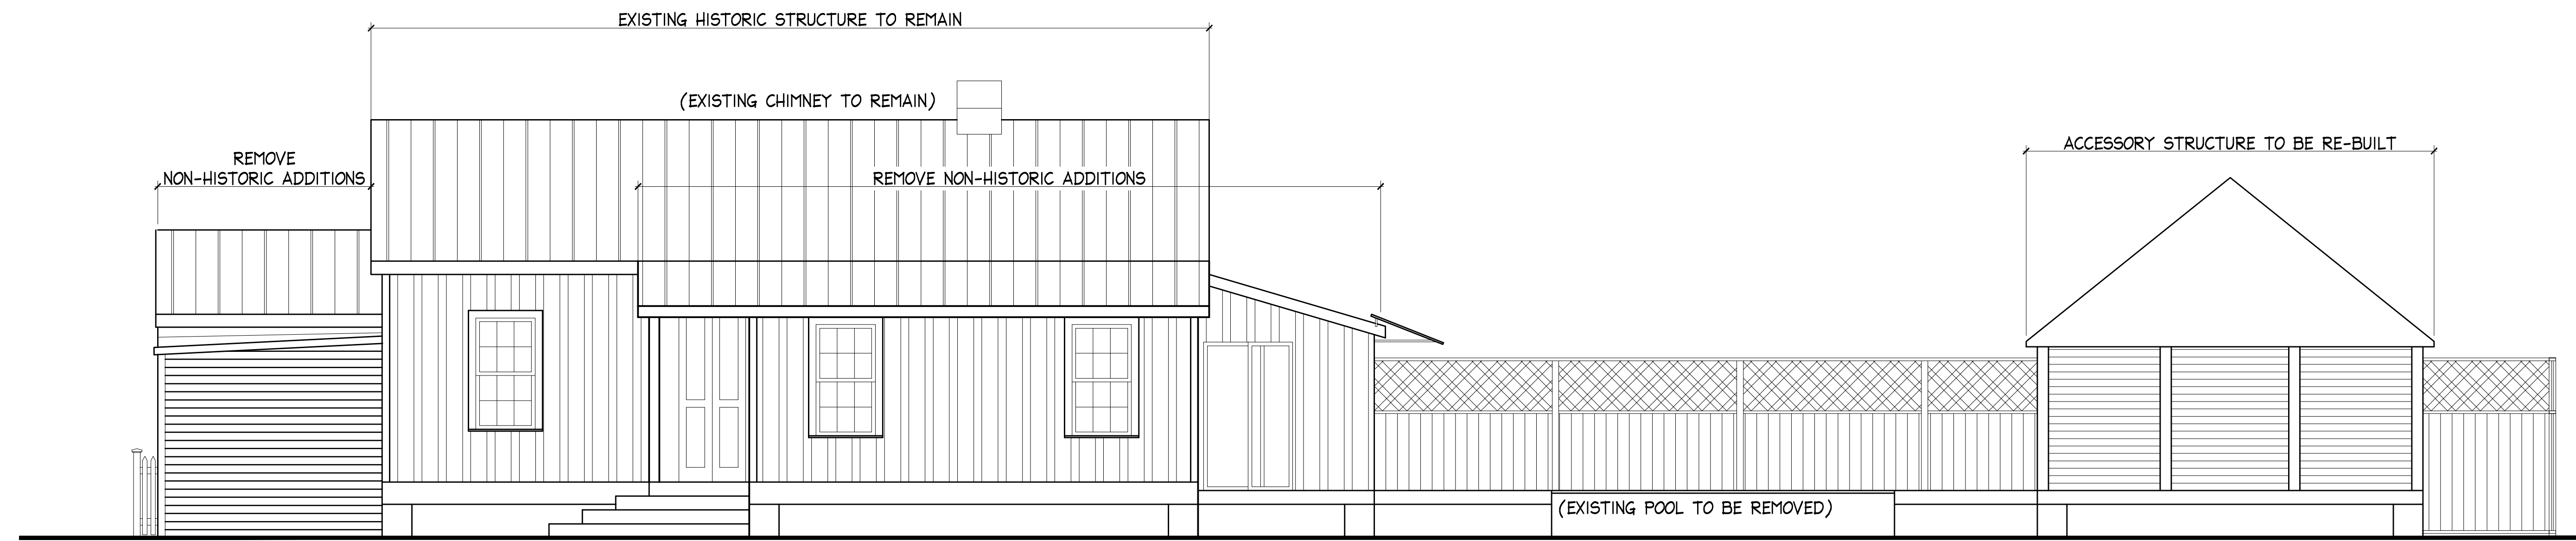 EXISTING HISTORIC STRUCTURE TO REMAIN
(EXISTING CHIMNEY TO REMAIN)
REMOVE
NON-HISTORIC ADDITIONS
REMOVE NON-HISTORIC ADDITIONS
ACCESSORY STRUCTURE TO BE RE-BUILT
(EXISTING POOL TO BE REMOVED)